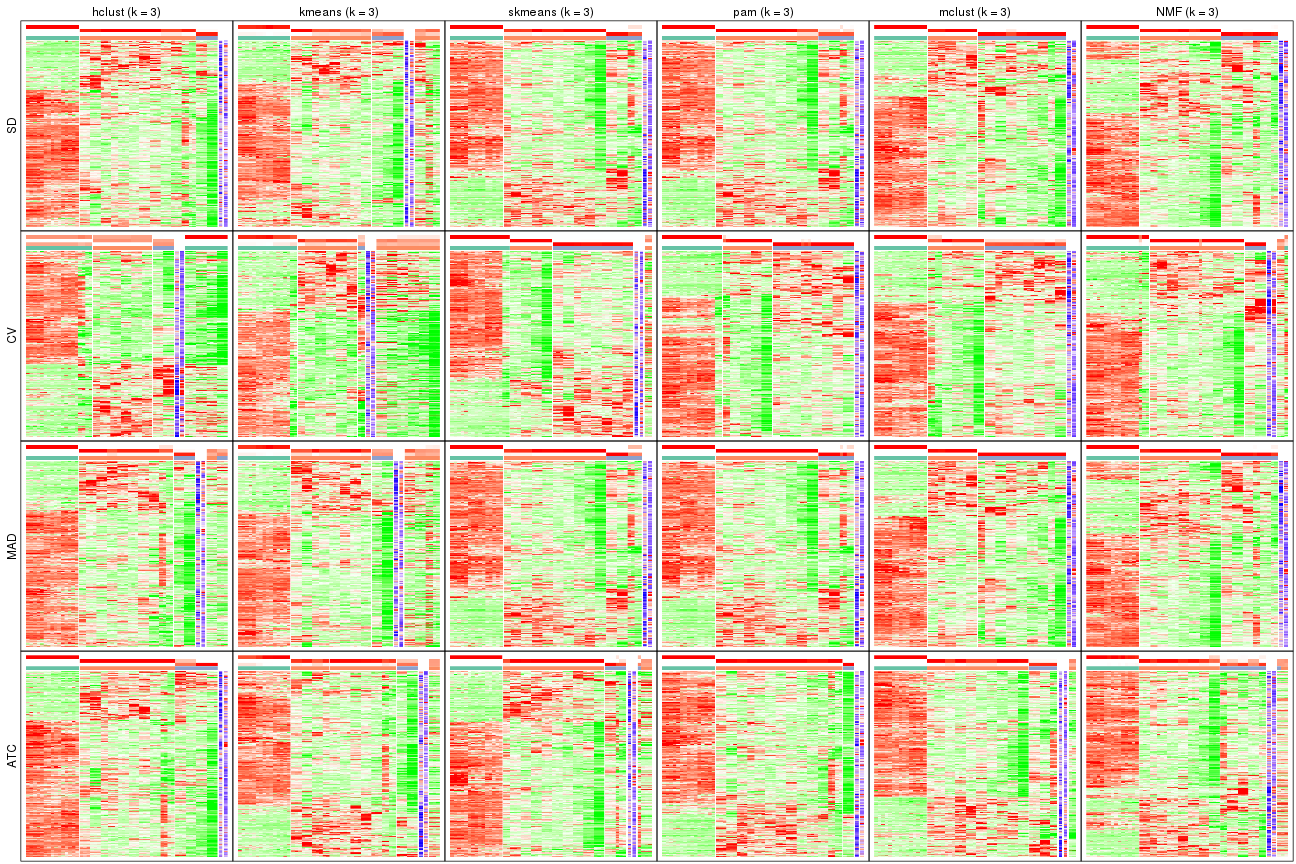 hclust (k = 3)
kmeans (k = 3)
skmeans (k = 3)
pam (k = 3)
mclust (k = 3)
NMF (k = 3)
SD
CV
MAD
ATC